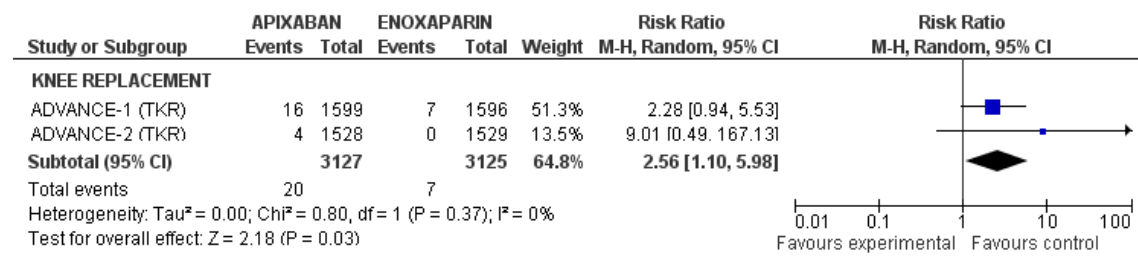 APIXABAN ENOXAPARIN Risk Ratio Risk Ratio
Study or Subgroup Events Total Events Total Weight M-H, Random, 95% CI M-H, Random, 95% CI
KNEE REPLACEMENT
ADVANCE-1 (TKR) 16 1599 7 1596 51.3% 2.28 [0.94, 5.53]
ADVANCE-2 (TKR) 4 1528 0 1529 13.5% 9.01 [0.49, 167.13]
Subtotal (95% CI) 3127 3125 64.8% 2.56 [1.10, 5.98]
Total events 20 7
Heterogeneity: Tau² = 0.00; Chi² = 0.80, df = 1 (P = 0.37); I² = 0%
Test for overall effect: Z = 2.18 (P = 0.03)
0.01 0.1 1 10 100
Favours experimental Favours control